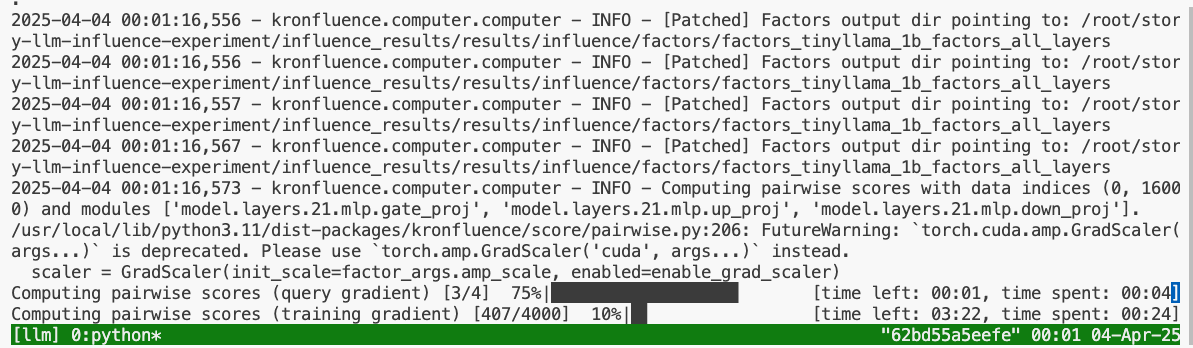 .
2025-04-04 00:01:16,556 - kronfluence.computer.computer - INFO - [Patched] Factors output dir pointing to: /root/stor
y-llm-influence-experiment/influence_results/results/influence/factors/factors_tinyllama_1b_factors_all_layers
2025-04-04 00:01:16,556 - kronfluence.computer.computer - INFO - [Patched] Factors output dir pointing to: /root/stor
y-llm-influence-experiment/influence_results/results/influence/factors/factors_tinyllama_1b_factors_all_layers
2025-04-04 00:01:16,557 - kronfluence.computer.computer - INFO - [Patched] Factors output dir pointing to: /root/stor
y-llm-influence-experiment/influence_results/results/influence/factors/factors_tinyllama_1b_factors_all_layers
2025-04-04 00:01:16,567 - kronfluence.computer.computer - INFO - [Patched] Factors output dir pointing to: /root/stor
y-llm-influence-experiment/influence_results/results/influence/factors/factors_tinyllama_1b_factors_all_layers
2025-04-04 00:01:16,573 - kronfluence.computer.computer - INFO - Computing pairwise scores with data indices (0, 1600
0) and modules ['model.layers.21.mlp.gate_proj', 'model.layers.21.mlp.up_proj', 'model.layers.21.mlp.down_proj'].
/usr/local/lib/python3.11/dist-packages/kronfluence/score/pairwise.py:206: FutureWarning: `torch.cuda.amp.GradScaler(
args...)` is deprecated. Please use `torch.amp.GradScaler('cuda', args...)` instead.
  scaler = GradScaler(init_scale=factor_args.amp_scale, enabled=enable_grad_scaler)
Computing pairwise scores (query gradient) [3/4]  75%| [time left: 00:01, time spent: 00:04]
Computing pairwise scores (training gradient) [407/4000]  10%| [time left: 03:22, time spent: 00:24]
[llm] 0:python* "62bd55a5eefe" 00:01 04-Apr-25